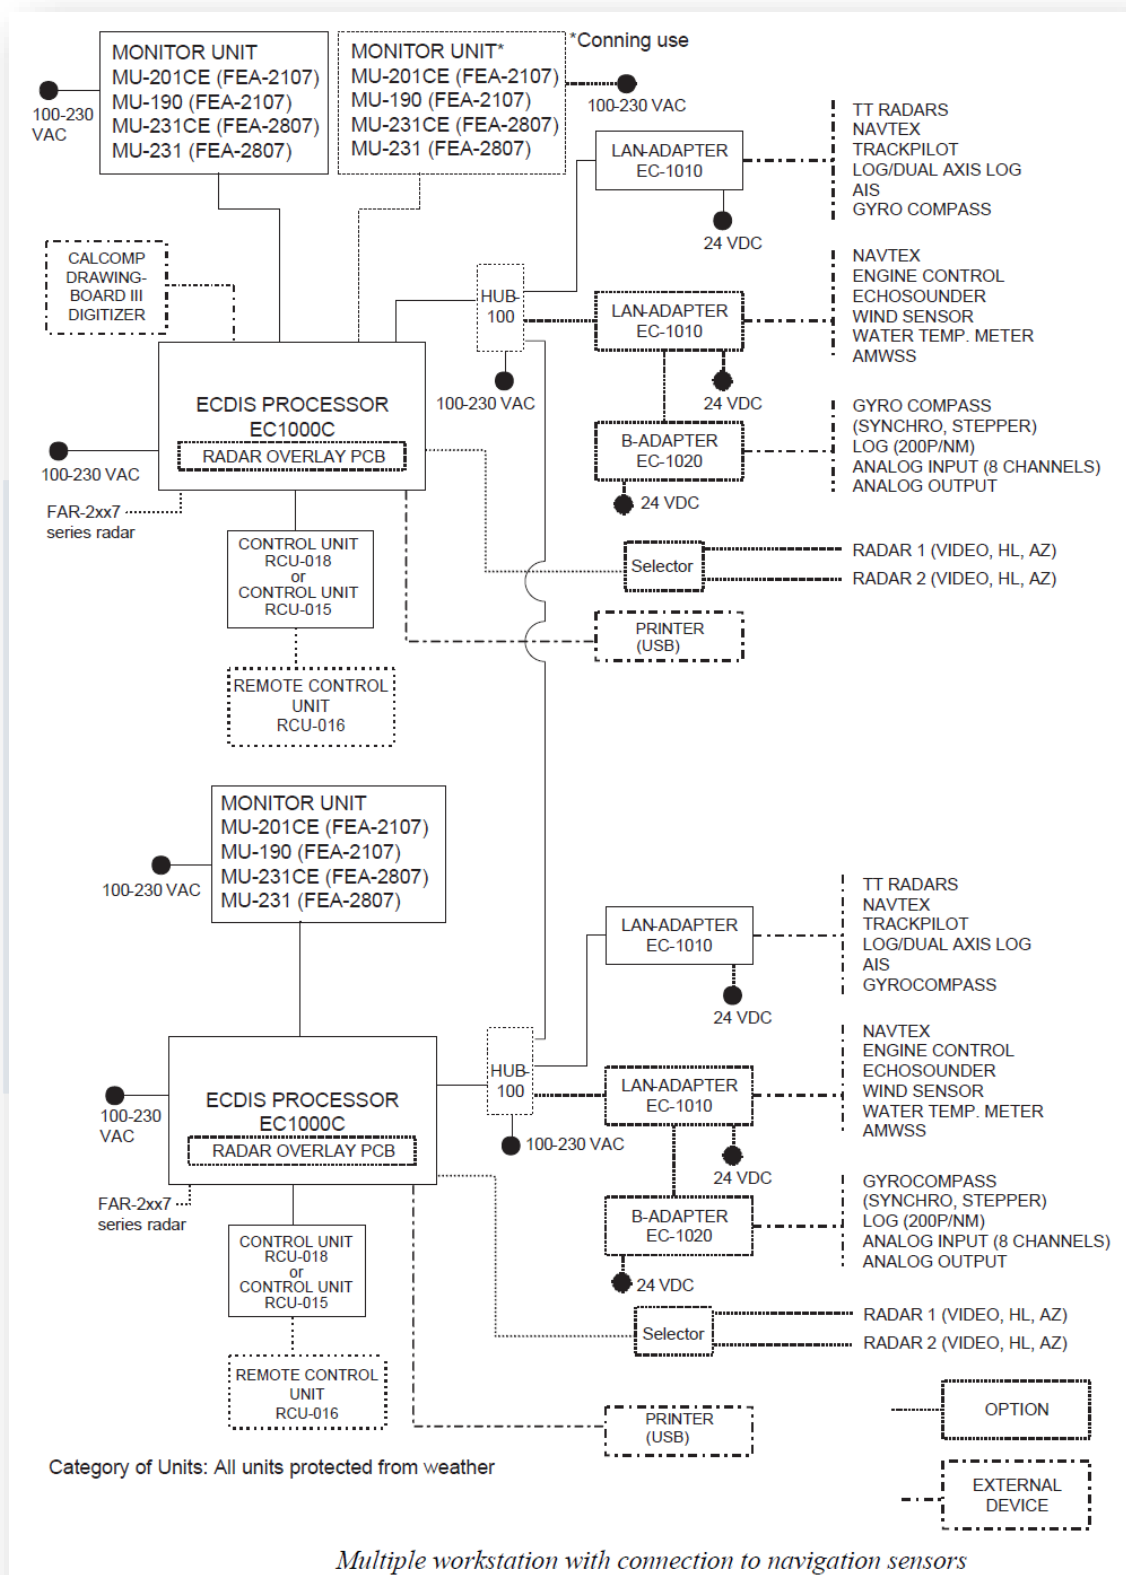 *Conning use
MONITOR UNIT
MU-201CE (FEA-2107)
MU-190 (FEA-2107)
MU-231CE (FEA-2807)
MU-231 (FEA-2807)
100-230
VAC
MONITOR UNIT*
MU-201CE (FEA-2107)
MU-190 (FEA-2107)
MU-231CE (FEA-2807)
MU-231 (FEA-2807)
100-230 VAC
LAN-ADAPTER
EC-1010
24 VDC
TT RADARS
NAVTEX
TRACKPILOT
LOG/DUAL AXIS LOG
AIS
GYRO COMPASS
CALCOMP
DRAWING-
BOARD III
DIGITIZER
HUB-
100
100-230 VAC
LAN-ADAPTER
EC-1010
24 VDC
NAVTEX
ENGINE CONTROL
ECHOSOUNDER
WIND SENSOR
WATER TEMP. METER
AMWSS
ECDIS PROCESSOR
EC1000C
RADAR OVERLAY PCB
100-230 VAC
FAR-2xx7
series radar
B-ADAPTER
EC-1020
24 VDC
GYRO COMPASS
(SYNCHRO, STEPPER)
LOG (200P/NM)
ANALOG INPUT (8 CHANNELS)
ANALOG OUTPUT
CONTROL UNIT
RCU-018
or
CONTROL UNIT
RCU-015
Selector
RADAR 1 (VIDEO, HL, AZ)
RADAR 2 (VIDEO, HL, AZ)
PRINTER
(USB)
REMOTE CONTROL
UNIT
RCU-016
MONITOR UNIT
MU-201CE (FEA-2107)
MU-190 (FEA-2107)
MU-231CE (FEA-2807)
MU-231 (FEA-2807)
100-230 VAC
LAN-ADAPTER
EC-1010
24 VDC
TT RADARS
NAVTEX
TRACKPILOT
LOG/DUAL AXIS LOG
AIS
GYROCOMPASS
HUB-
100
100-230 VAC
LAN-ADAPTER
EC-1010
24 VDC
NAVTEX
ENGINE CONTROL
ECHOSOUNDER
WIND SENSOR
WATER TEMP. METER
AMWSS
ECDIS PROCESSOR
EC1000C
RADAR OVERLAY PCB
100-230
VAC
FAR-2xx7
series radar
B-ADAPTER
EC-1020
24 VDC
GYROCOMPASS
(SYNCHRO, STEPPER)
LOG (200P/NM)
ANALOG INPUT (8 CHANNELS)
ANALOG OUTPUT
CONTROL UNIT
RCU-018
or
CONTROL UNIT
RCU-015
Selector
RADAR 1 (VIDEO, HL, AZ)
RADAR 2 (VIDEO, HL, AZ)
REMOTE CONTROL
UNIT
RCU-016
PRINTER
(USB)
OPTION
EXTERNAL
DEVICE
Category of Units: All units protected from weather
Multiple workstation with connection to navigation sensors